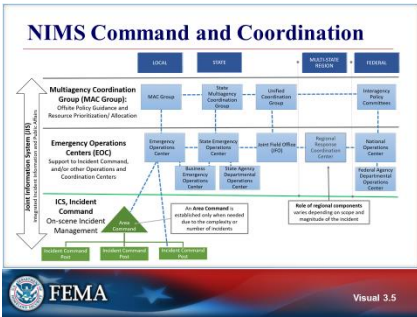 NIMS Command and Coordination
LOCAL
STATE
MULTI-STATE
REGION
FEDERAL
Multiagency Coordination
Group (MAC Group):
Offsite Policy Guidance and
Resource Prioritization/ Allocation
MAC Group
State
Multiagency
Coordination
Group
Unified
Coordination
Group
Interagency
Policy
Committees
Joint Information System (JIS)
Integrated Incident Information and Public Affairs
Emergency Operations
Centers (EOC)
Support to Incident Command,
and/or other Operations and
Coordination Centers
Emergency
Operations
Center
State Emergency
Operations
Center
Joint Field Office
(JFO)
Regional
Response
Coordination
Center
National
Operations
Center
Business
Emergency
Operations
Center
State Agency
Departmental
Operations
Center
Federal Agency
Departmental
Operations
Center
ICS, Incident
Command
On-scene Incident
Management
Area
Command
An Area Command is
established only when needed
due to the complexity or
number of incidents
Role of regional components
varies depending on scope and
magnitude of the incident
Incident Command
Post
Incident Command
Post
Incident Command
Post
FEMA
Visual 3.5